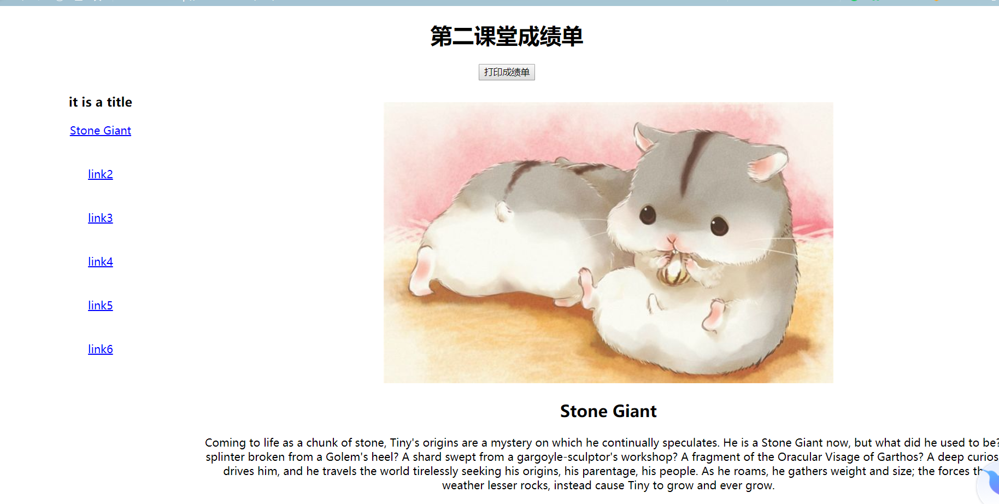 第二课堂成绩单
打印成绩单
it is a title
Stone Giant
link2
link3
link4
link5
link6
Stone Giant
Coming to life as a chunk of stone, Tiny's origins are a mystery on which he continually speculates. He is a Stone Giant now, but what did he used to be?
splinter broken from a Golem's heel? A shard swept from a gargoyle-sculptor's workshop? A fragment of the Oracular Visage of Garthos? A deep
drives him, and he travels the world tirelessly seeking his origins, his parentage, his people. As he roams, he gathers weight and size; the forces
weather lesser rocks, instead cause Tiny to grow and ever grow.